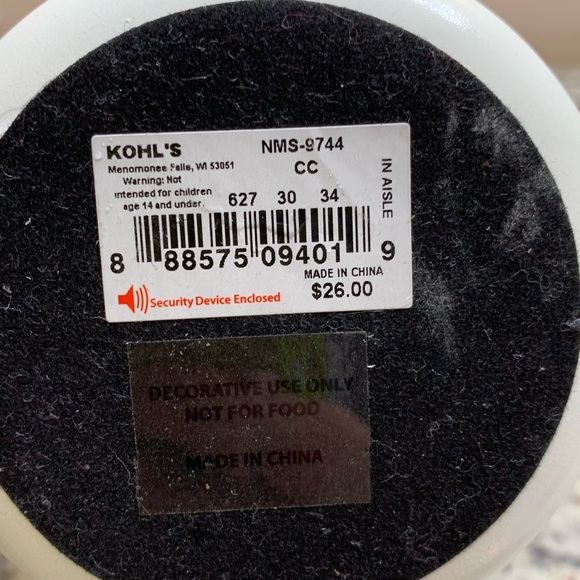 KOHL'S
Menomonee Falls, WI 53051
Warning: Not
intended for children
age 14 and under.
NMS-9744
CC
IN AISLE
627 30 34
8 88575 09401 9
MADE IN CHINA
$26.00
Security Device Enclosed
DECORATIVE USE ONLY
NOT FOR FOOD
MADE IN CHINA